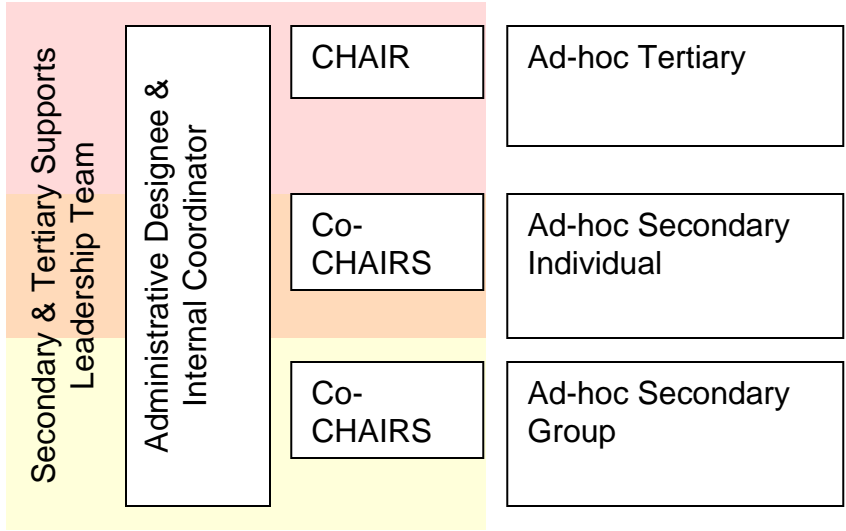 Secondary & Tertiary Supports
Leadership Team
Administrative Designee &
Internal Coordinator
CHAIR
Ad-hoc Tertiary
Co-
CHAIRS
Ad-hoc Secondary
Individual
Co-
CHAIRS
Ad-hoc Secondary
Group